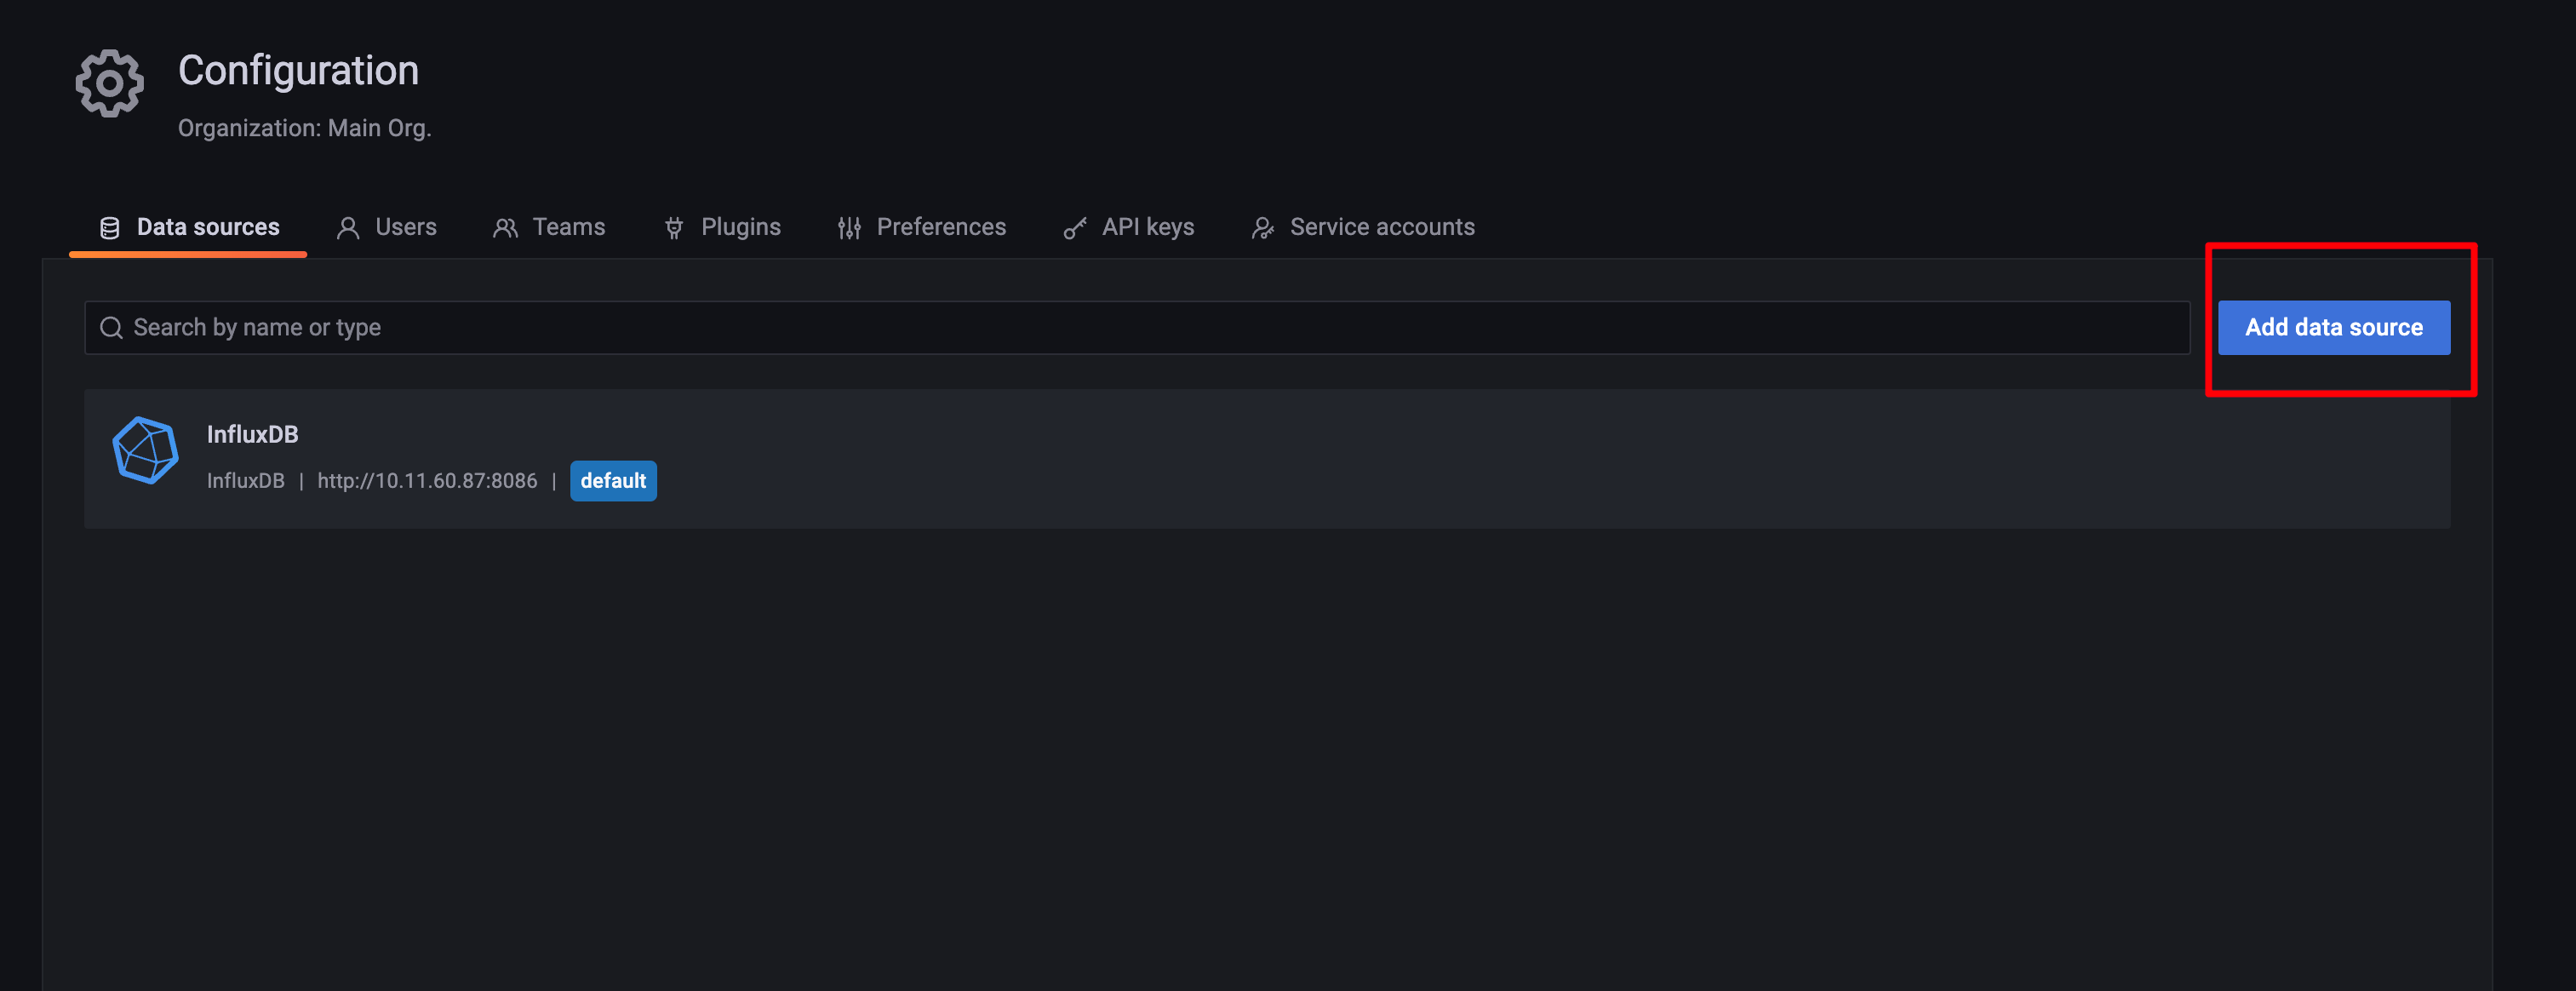 Configuration
Organization: Main Org.
Data sources Users Teams Plugins Preferences API keys Service accounts
Search by name or type Add data source
InfluxDB
InfluxDB | http://10.11.60.87:8086 | default